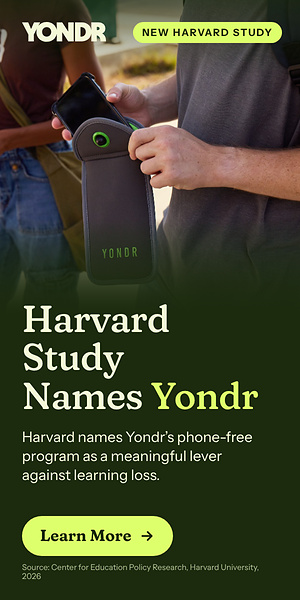 YONDR
NEW HARVARD STUDY
YONDR
Harvard
Study
Names Yondr
Harvard names Yondr's phone-free
program as a meaningful lever
against learning loss.
Learn More →
Source: Center for Education Policy Research, Harvard University,
2026